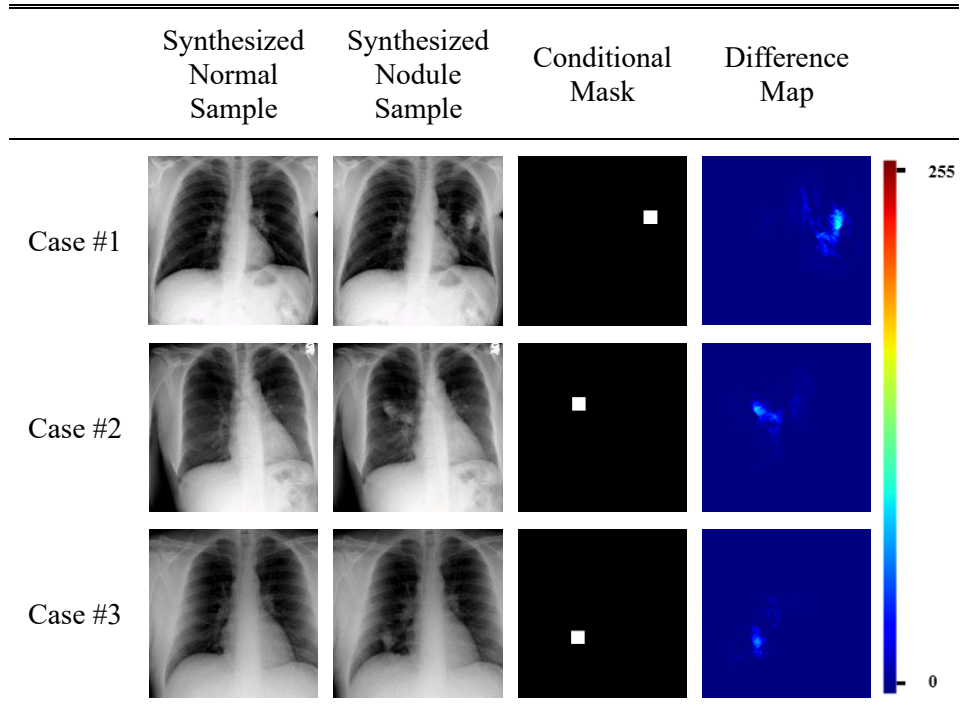 Synthesized Normal Sample
Synthesized Nodule Sample
Conditional Mask
Difference Map
255
Case #1
Case #2
Case #3
0